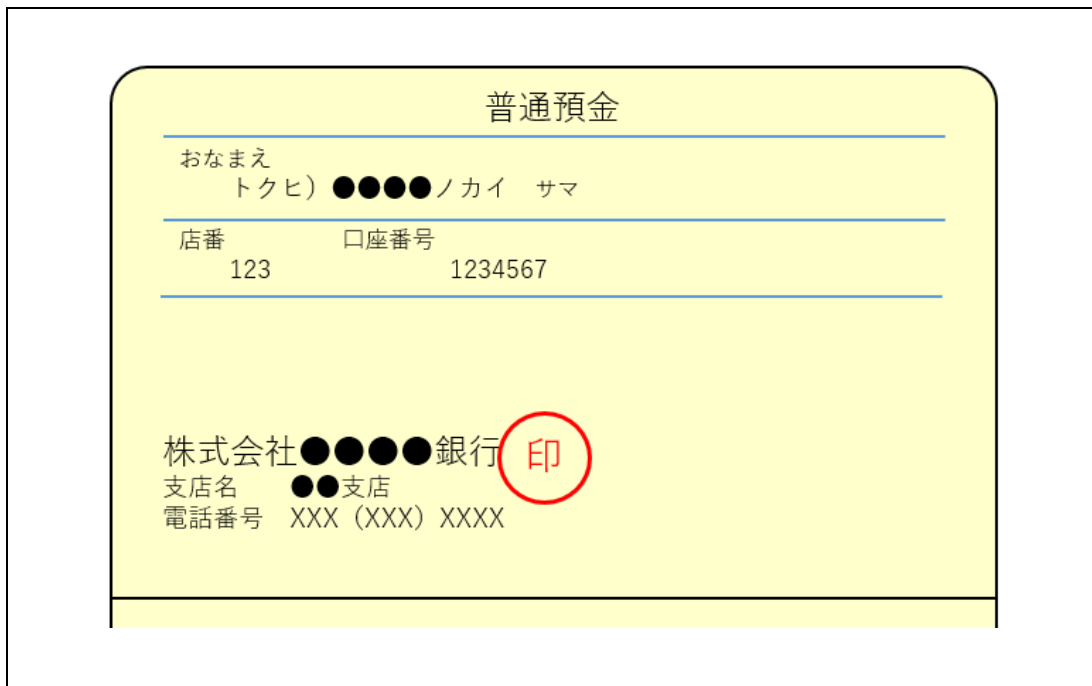 普通預金
おなまえ
トクヒ）●●●●ノカイ　サマ
店番　口座番号
123　1234567
株式会社●●●●銀行 印
支店名　●●支店
電話番号　XXX（XXX）XXXX